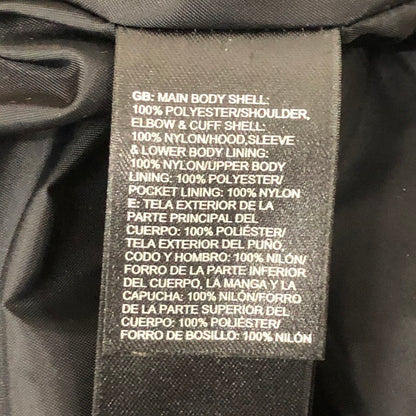 GB: MAIN BODY SHELL:
100% POLYESTER/SHOULDER,
ELBOW & CUFF SHELL:
100% NYLON/HOOD,SLEEVE
& LOWER BODY LINING:
100% NYLON/UPPER BODY
LINING: 100% POLYESTER/
POCKET LINING: 100% NYLON
E: TELA EXTERIOR DE LA
PARTE PRINCIPAL DEL
CUERPO: 100% POLIÉSTER/
TELA EXTERIOR DEL PUÑO,
CODO Y HOMBRO: 100% NILÓN/
FORRO DE LA PARTE INFERIOR
DEL CUERPO, LA MANGA Y LA
CAPUCHA: 100% NILÓN/FORRO
DE LA PARTE SUPERIOR DEL
CUERPO: 100% POLIÉSTER/
FORRO DE BOSILLO: 100% NILÓN